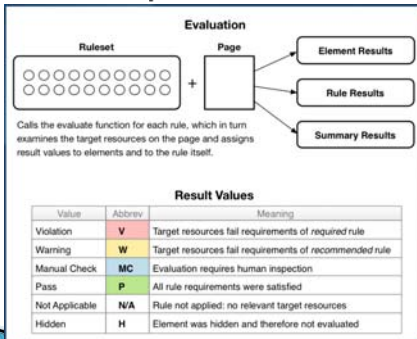 Evaluation
Ruleset
Page
Element Results
+
Rule Results
Summary Results
Calls the evaluate function for each rule, which in turn
examines the target resources on the page and assigns
result values to elements and to the rule itself.
Result Values
Value Abbrev Meaning
Violation V Target resources fail requirements of required rule
Warning W Target resources fail requirements of recommended rule
Manual Check MC Evaluation requires human inspection
Pass P All rule requirements were satisfied
Not Applicable N/A Rule not applied: no relevant target resources
Hidden H Element was hidden and therefore not evaluated